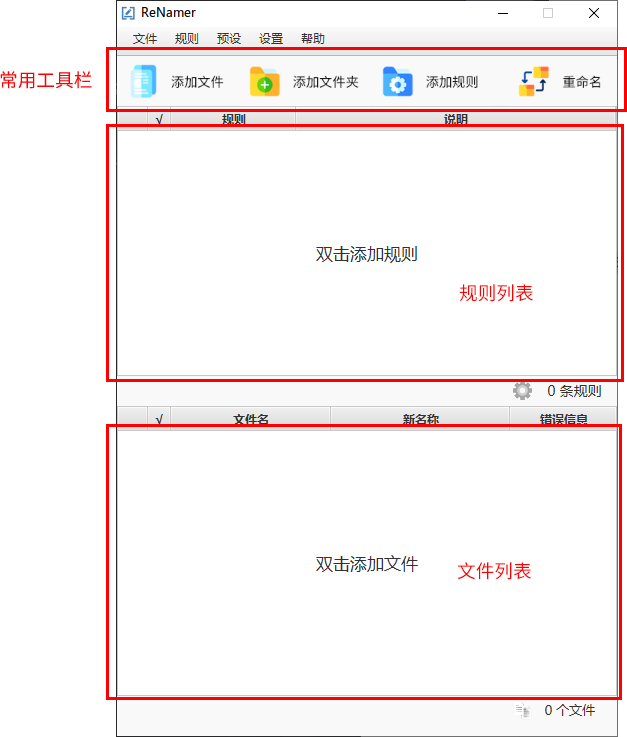 ReNamer
文件 规则 预设 设置 帮助
常用工具栏
添加文件 添加文件夹 添加规则 重命名
√ 规则 说明
双击添加规则
规则列表
0 条规则
√ 文件名 新名称 错误信息
双击添加文件
文件列表
0 个文件